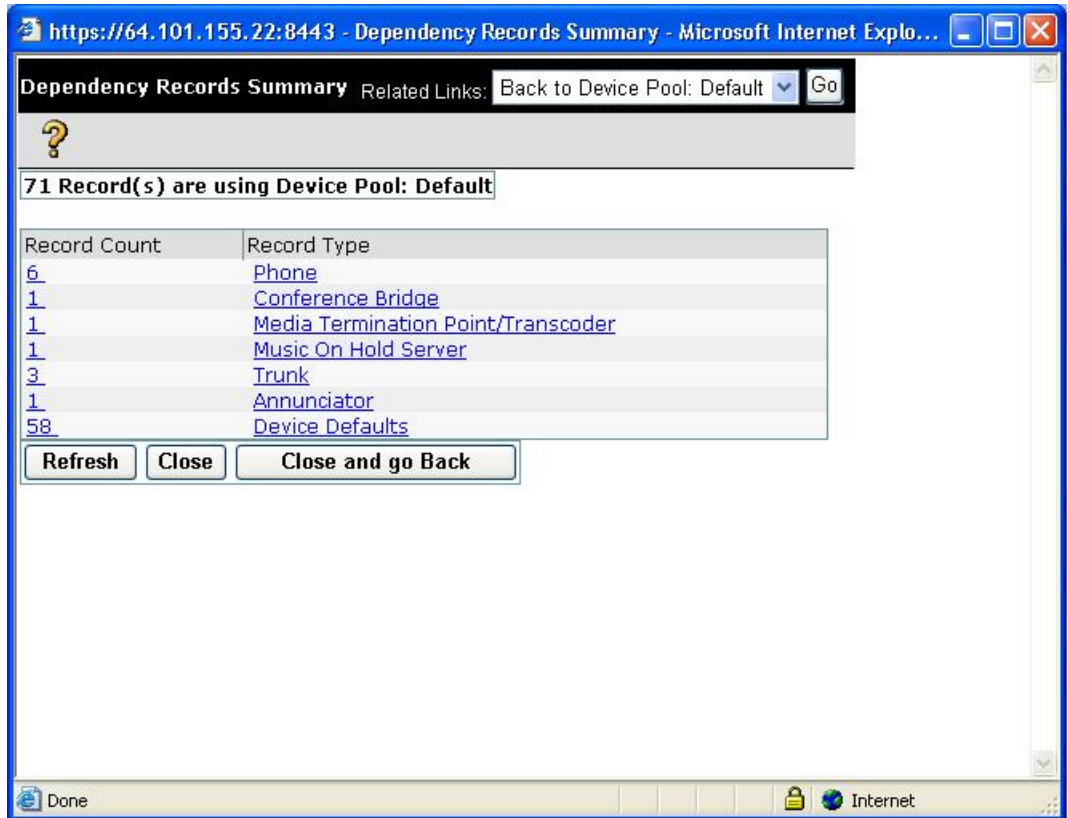 https://64.101.155.22:8443 - Dependency Records Summary - Microsoft Internet Explo...
Dependency Records Summary Related Links: Back to Device Pool: Default Go
71 Record(s) are using Device Pool: Default
Record Count Record Type
6 Phone
1 Conference Bridge
1 Media Termination Point/Transcoder
1 Music On Hold Server
3 Trunk
1 Annunciator
58 Device Defaults
Refresh Close Close and go Back
Done Internet